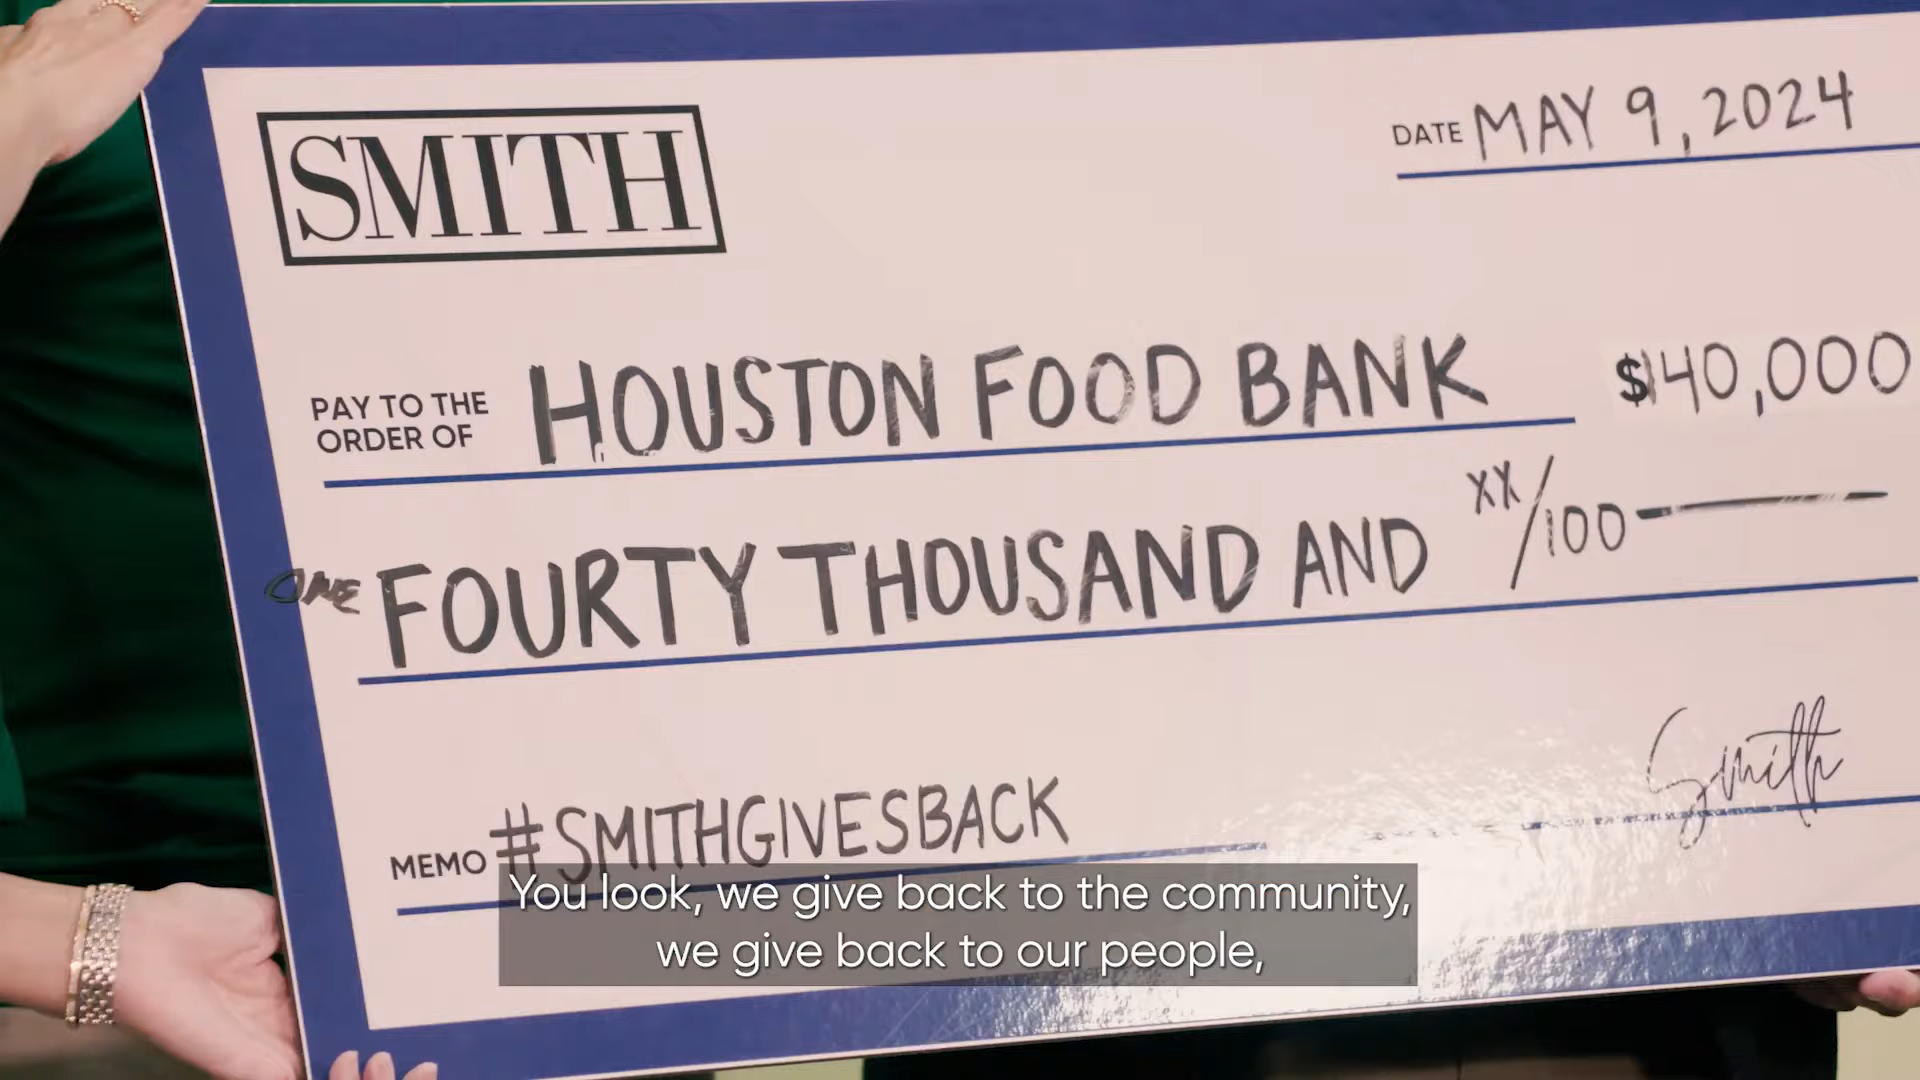 SMITH
DATE MAY 9, 2024
PAY TO THE
ORDER OF HOUSTON FOOD BANK $140,000
ONE FOURTY THOUSAND AND XX/100
Smith
MEMO #SMITHGIVESBACK
You look, we give back to the community,
we give back to our people,